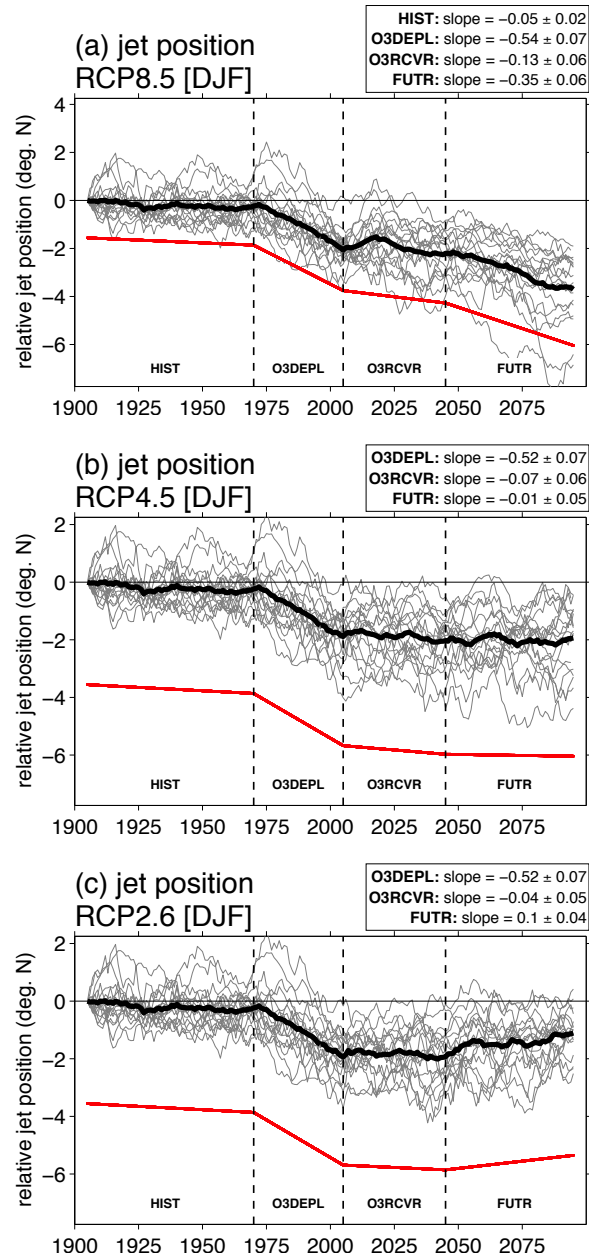 (a) jet position
RCP8.5 [DJF]
HIST: slope = −0.05 ± 0.02
O3DEPL: slope = −0.54 ± 0.07
O3RCVR: slope = −0.13 ± 0.06
FUTR: slope = −0.35 ± 0.06
relative jet position (deg. N)
4
2
0
−2
−4
−6
HIST O3DEPL O3RCVR FUTR
1900 1925 1950 1975 2000 2025 2050 2075
(b) jet position
RCP4.5 [DJF]
O3DEPL: slope = −0.52 ± 0.07
O3RCVR: slope = −0.07 ± 0.06
FUTR: slope = −0.01 ± 0.05
relative jet position (deg. N)
2
0
−2
−4
−6
HIST O3DEPL O3RCVR FUTR
1900 1925 1950 1975 2000 2025 2050 2075
(c) jet position
RCP2.6 [DJF]
O3DEPL: slope = −0.52 ± 0.07
O3RCVR: slope = −0.04 ± 0.05
FUTR: slope = 0.1 ± 0.04
relative jet position (deg. N)
2
0
−2
−4
−6
HIST O3DEPL O3RCVR FUTR
1900 1925 1950 1975 2000 2025 2050 2075